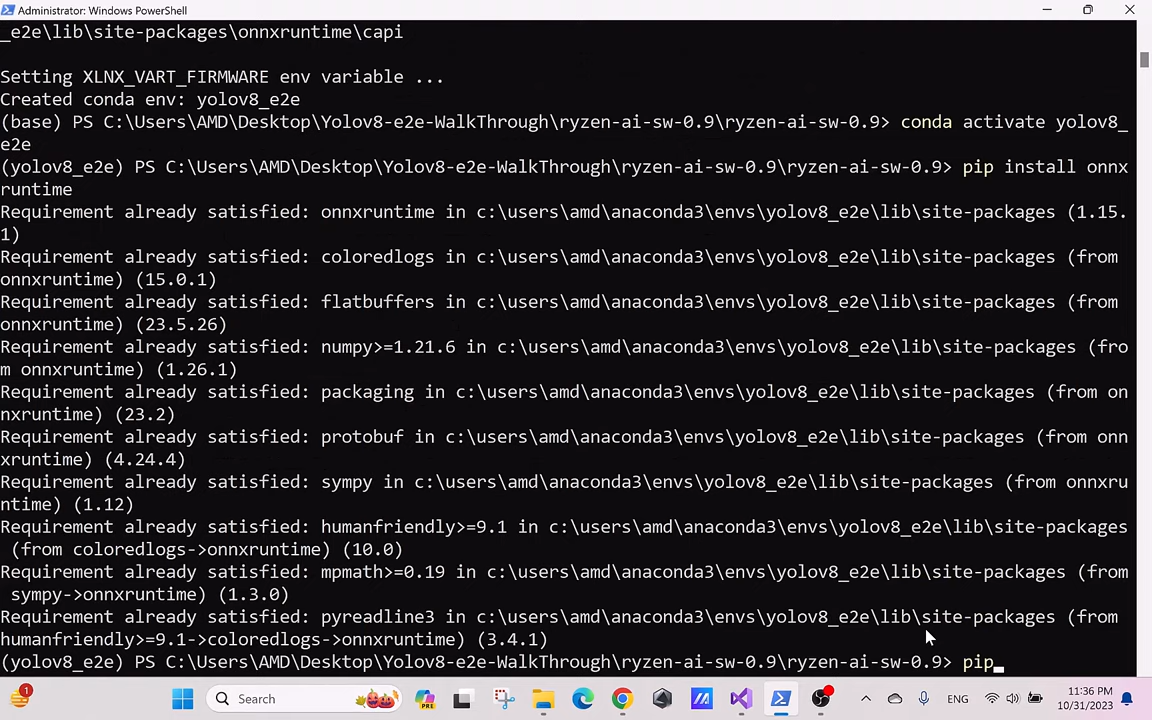 Administrator: Windows PowerShell
_e2e\lib\site-packages\onnxruntime\capi
Setting XLNX_VART_FIRMWARE env variable ...
Created conda env: yolov8_e2e
(base) PS C:\Users\AMD\Desktop\Yolov8-e2e-WalkThrough\ryzen-ai-sw-0.9\ryzen-ai-sw-0.9> conda activate yolov8_
e2e
(yolov8_e2e) PS C:\Users\AMD\Desktop\Yolov8-e2e-WalkThrough\ryzen-ai-sw-0.9\ryzen-ai-sw-0.9> pip install onnx
runtime
Requirement already satisfied: onnxruntime in c:\users\amd\anaconda3\envs\yolov8_e2e\lib\site-packages (1.15.
1)
Requirement already satisfied: coloredlogs in c:\users\amd\anaconda3\envs\yolov8_e2e\lib\site-packages (from
onnxruntime) (15.0.1)
Requirement already satisfied: flatbuffers in c:\users\amd\anaconda3\envs\yolov8_e2e\lib\site-packages (from
onnxruntime) (23.5.26)
Requirement already satisfied: numpy>=1.21.6 in c:\users\amd\anaconda3\envs\yolov8_e2e\lib\site-packages (fro
m onnxruntime) (1.26.1)
Requirement already satisfied: packaging in c:\users\amd\anaconda3\envs\yolov8_e2e\lib\site-packages (from on
nxruntime) (23.2)
Requirement already satisfied: protobuf in c:\users\amd\anaconda3\envs\yolov8_e2e\lib\site-packages (from onn
xruntime) (4.24.4)
Requirement already satisfied: sympy in c:\users\amd\anaconda3\envs\yolov8_e2e\lib\site-packages (from onnxru
ntime) (1.12)
Requirement already satisfied: humanfriendly>=9.1 in c:\users\amd\anaconda3\envs\yolov8_e2e\lib\site-packages
(from coloredlogs->onnxruntime) (10.0)
Requirement already satisfied: mpmath>=0.19 in c:\users\amd\anaconda3\envs\yolov8_e2e\lib\site-packages (from
sympy->onnxruntime) (1.3.0)
Requirement already satisfied: pyreadline3 in c:\users\amd\anaconda3\envs\yolov8_e2e\lib\site-packages (from
humanfriendly>=9.1->coloredlogs->onnxruntime) (3.4.1)
(yolov8_e2e) PS C:\Users\AMD\Desktop\Yolov8-e2e-WalkThrough\ryzen-ai-sw-0.9\ryzen-ai-sw-0.9> pip
1
Search
PRE
ENG
11:36 PM
10/31/2023